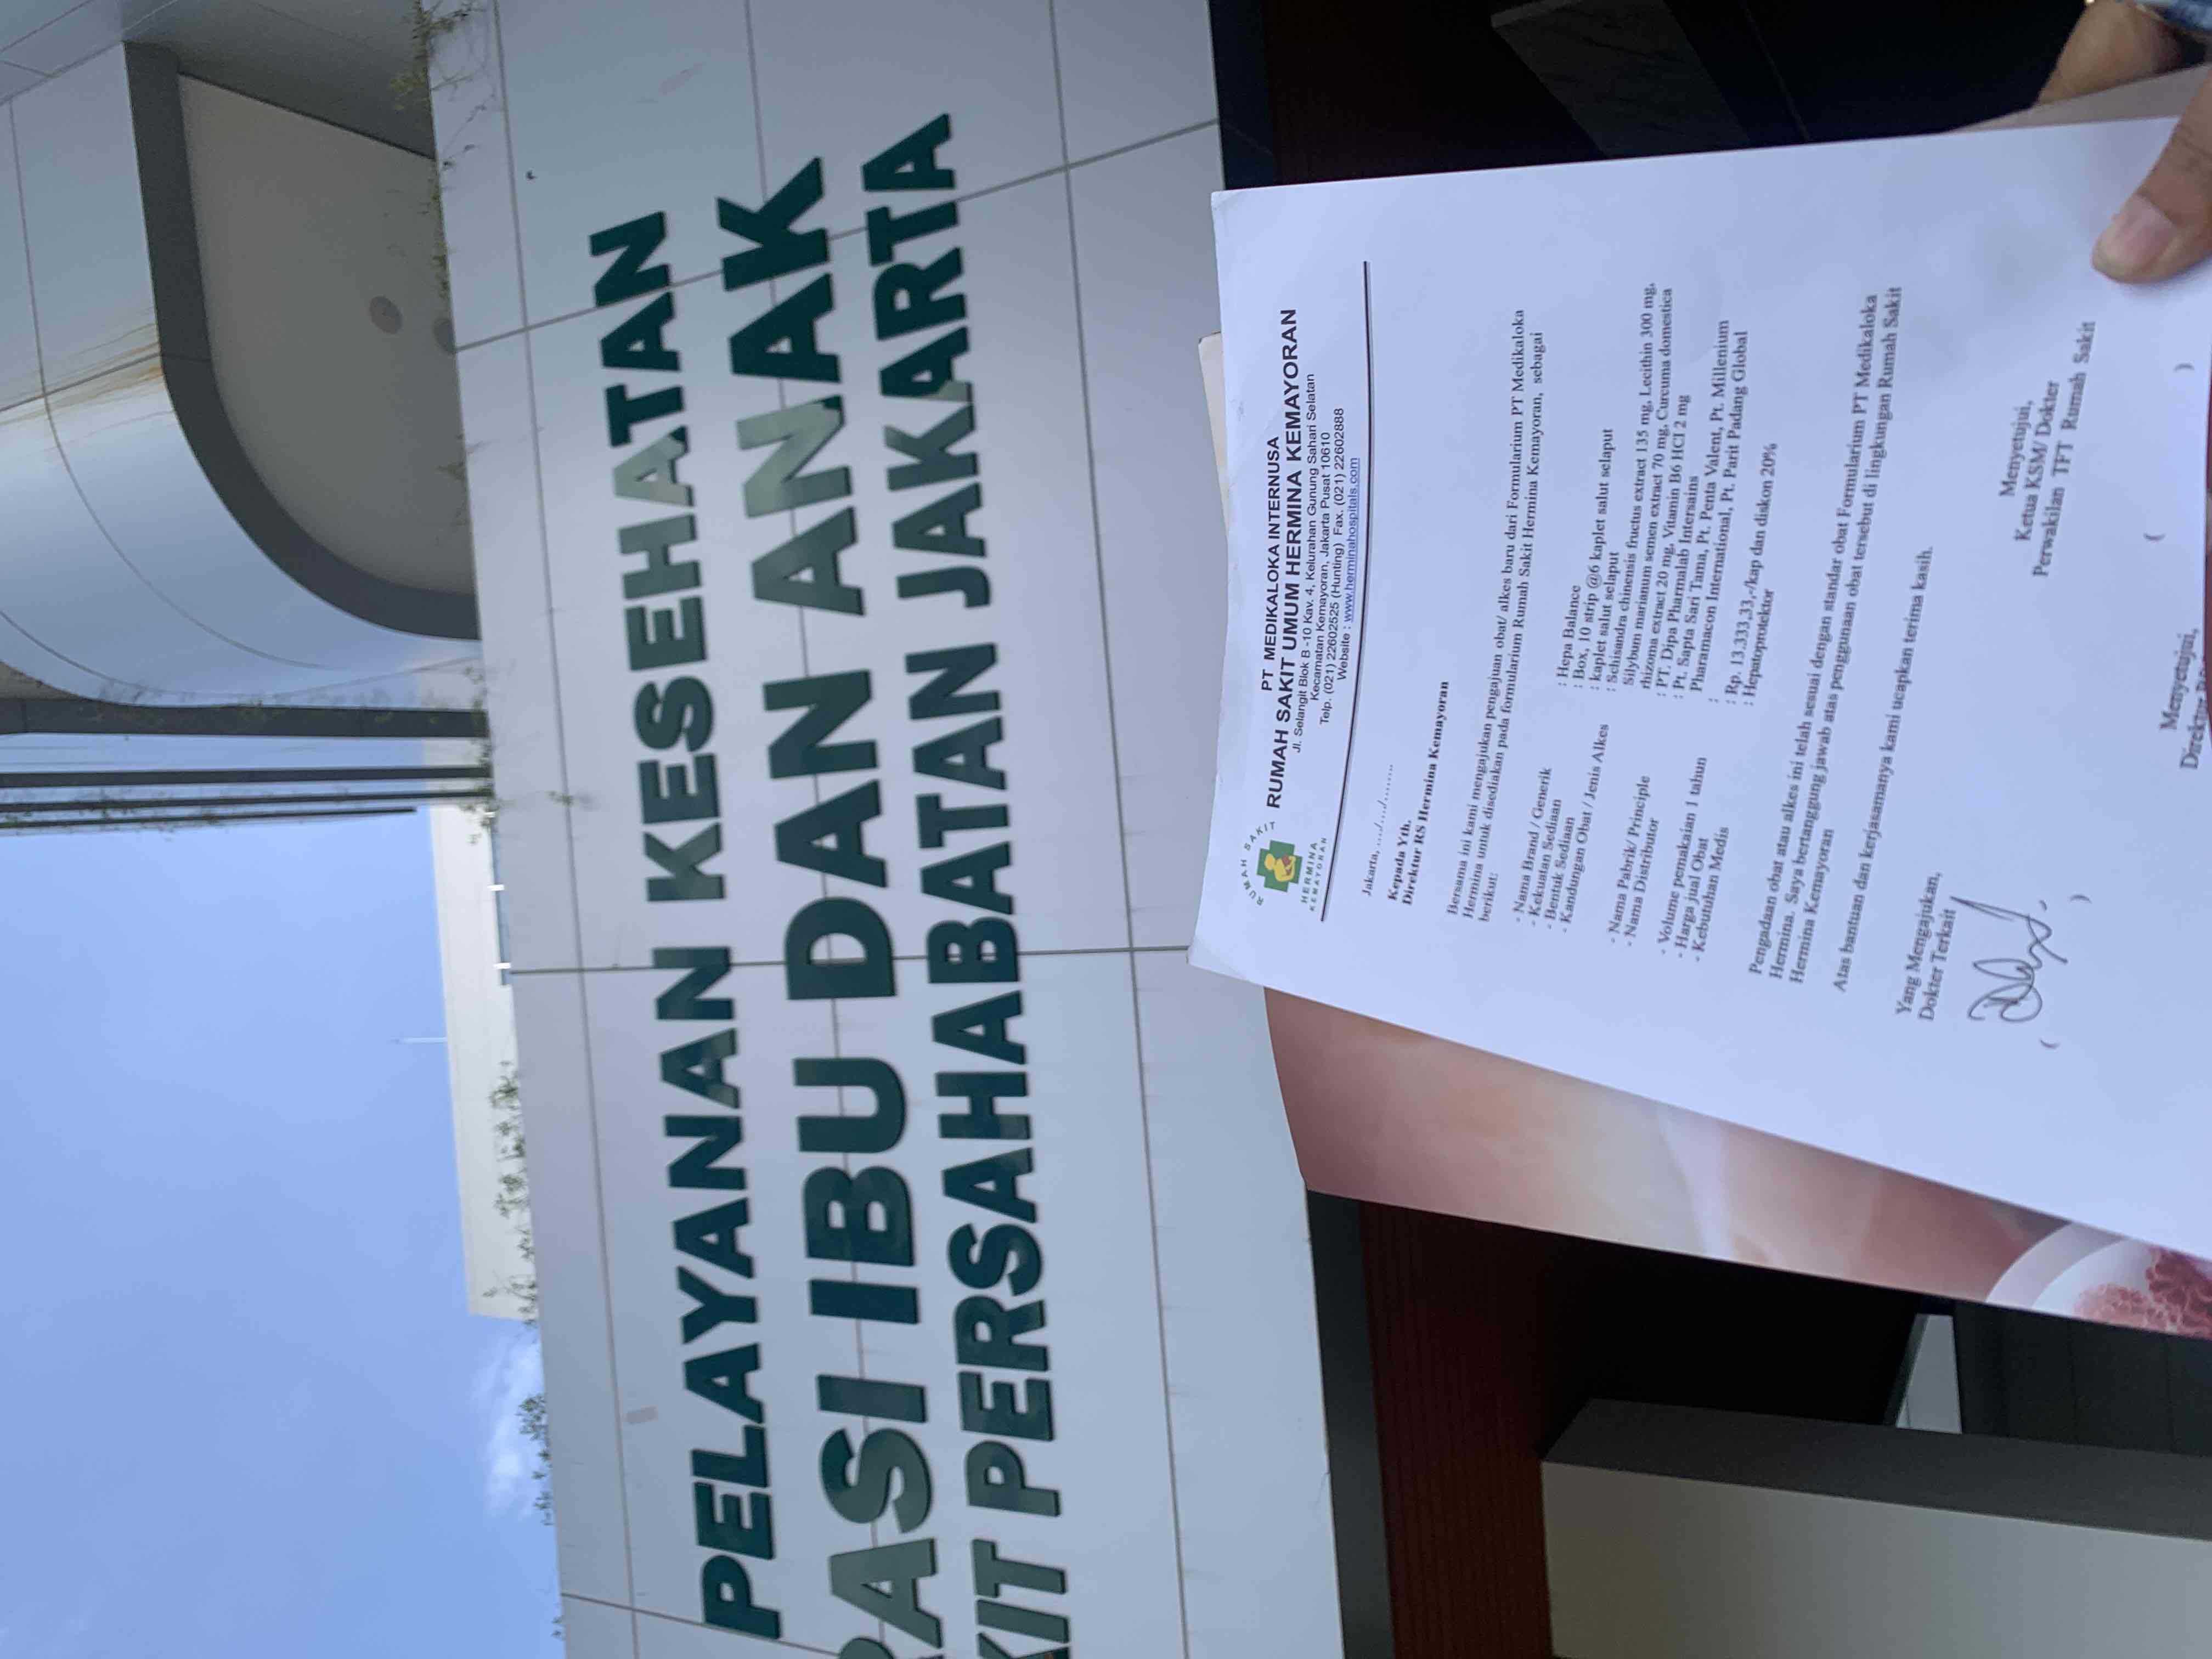 PELAYANAN KESEHATAN
ASI IBU DAN ANAK
KIT PERSAHABATAN JAKARTA
RUMAH SAKIT
HERMINA
KEMAYORAN
PT MEDIKALOKA INTERNUSA
RUMAH SAKIT UMUM HERMINA KEMAYORAN
Jl. Selangit Blok B -10 Kav. 4, Kelurahan Gunung Sahari Selatan
Kecamatan Kemayoran, Jakarta Pusat 10610
Telp. (021) 22602525 (Hunting) Fax. (021) 22602888
Website : www.herminahospitals.com
Jakarta, ..../..../.......
Kepada Yth.
Direktur RS Hermina Kemayoran
Bersama ini kami mengajukan pengajuan obat/ alkes baru dari Formularium PT Medikaloka
Hermina untuk disediakan pada formularium Rumah Sakit Hermina Kemayoran, sebagai
berikut:
- Nama Brand / Generik : Hepa Balance
- Kekuatan Sediaan : Box, 10 strip @6 kaplet salut selaput
- Bentuk Sediaan : kaplet salut selaput
- Kandungan Obat / Jenis Alkes : Schisandra chinensis fructus extract 135 mg, Lecithin 300 mg,
Silybum marianum semen extract 70 mg, Curcuma domestica
rhizoma extract 20 mg, Vitamin B6 HCI 2 mg
- Nama Pabrik/ Principle : PT. Dipa Pharmalab Intersains
- Nama Distributor : Pt. Sapta Sari Tama, Pt. Penta Valent, Pt. Millenium
Pharamacon International, Pt. Parit Padang Global
- Volume pemakaian 1 tahun :
- Harga jual Obat : Rp. 13.333,33,-/kap dan diskon 20%
- Kebutuhan Medis : Hepatoprotektor
Pengadaan obat atau alkes ini telah sesuai dengan standar obat Formularium PT Medikaloka
Hermina. Saya bertanggung jawab atas penggunaan obat tersebut di lingkungan Rumah Sakit
Hermina Kemayoran
Atas bantuan dan kerjasamanya kami ucapkan terima kasih.
Yang Mengajukan,
Dokter Terkait
( )
Menyetujui,
Ketua KSM/ Dokter
Perwakilan TFT Rumah Sakit
( )
Menyetujui,